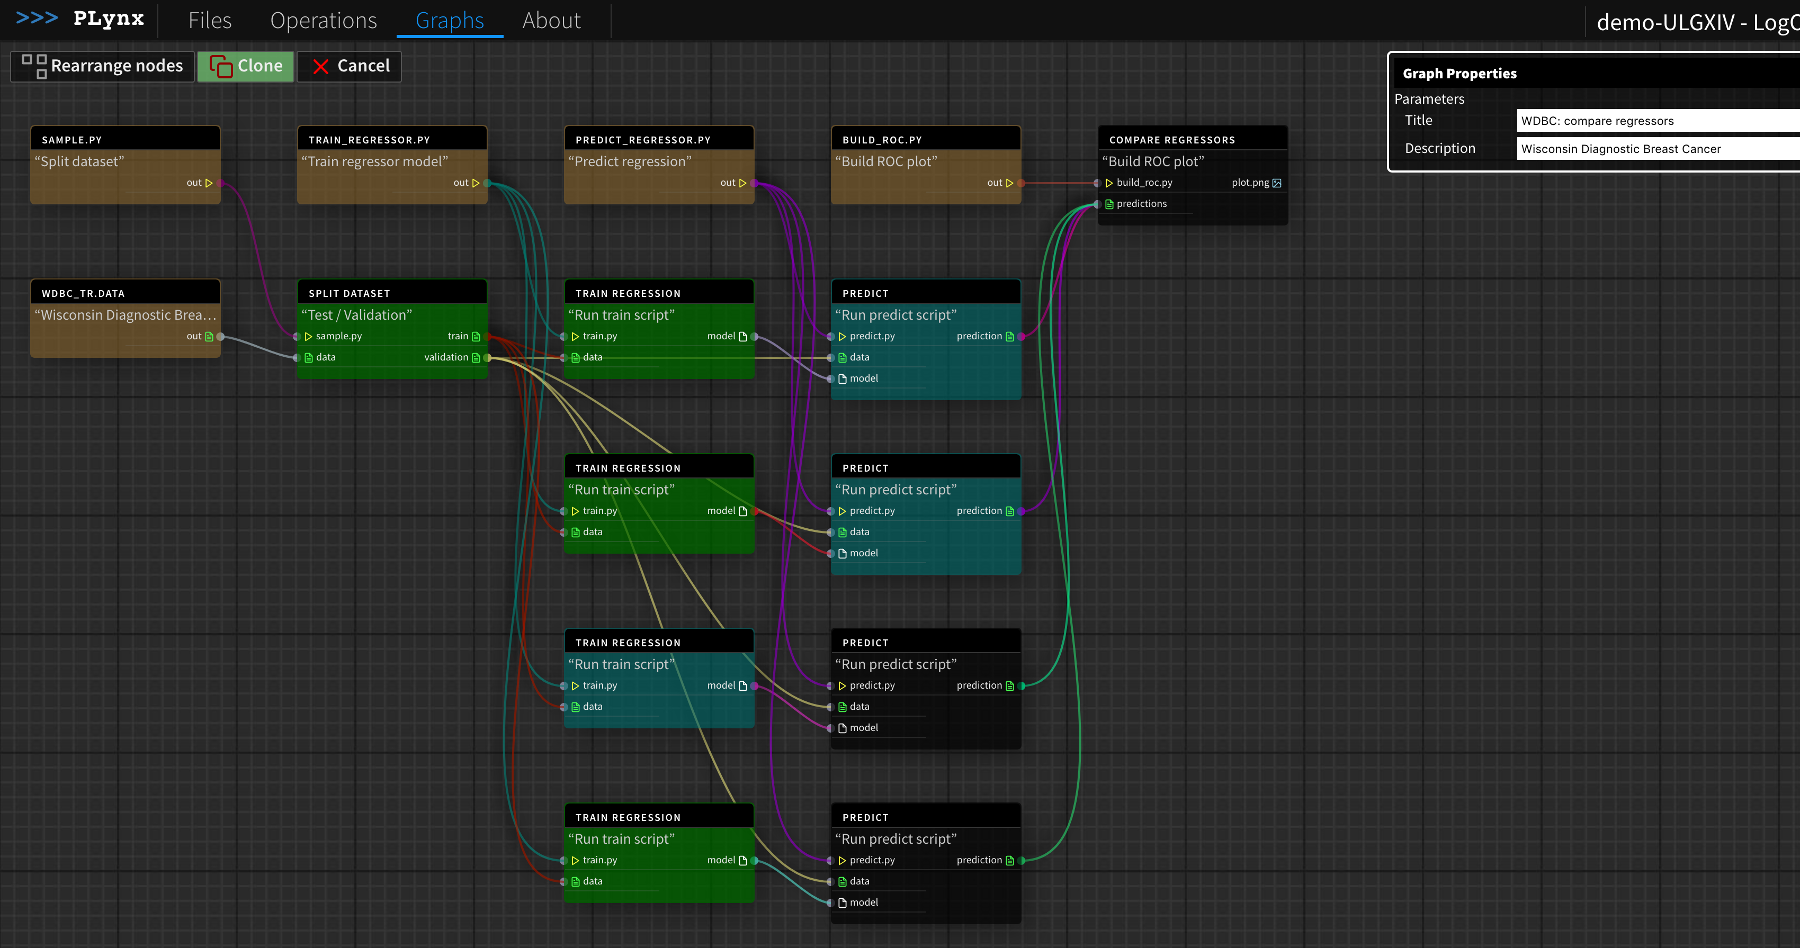 >>> PLynx
Files
Operations
Graphs
About
demo-ULGXIV - Log
Rearrange nodes
Clone
Cancel
Graph Properties
Parameters
Title
WDBC: compare regressors
Description
Wisconsin Diagnostic Breast Cancer
SAMPLE.PY
“Split dataset”
out
TRAIN_REGRESSOR.PY
“Train regressor model”
out
PREDICT_REGRESSOR.PY
“Predict regression”
out
BUILD_ROC.PY
“Build ROC plot”
out
COMPARE REGRESSORS
“Build ROC plot”
build_roc.py
plot.png
predictions
WDBC_TR.DATA
“Wisconsin Diagnostic Brea...
out
SPLIT DATASET
“Test / Validation”
sample.py
train
data
validation
TRAIN REGRESSION
“Run train script”
train.py
model
data
PREDICT
“Run predict script”
predict.py
prediction
data
model
TRAIN REGRESSION
“Run train script”
train.py
model
data
PREDICT
“Run predict script”
predict.py
prediction
data
model
TRAIN REGRESSION
“Run train script”
train.py
model
data
PREDICT
“Run predict script”
predict.py
prediction
data
model
TRAIN REGRESSION
“Run train script”
train.py
model
data
PREDICT
“Run predict script”
predict.py
prediction
data
model